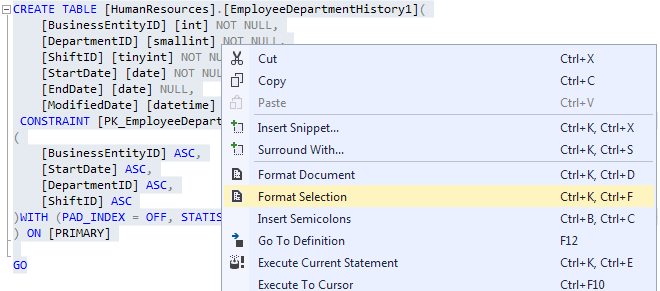 CREATE TABLE [HumanResources].[EmployeeDepartmentHistory1](
[BusinessEntityID] [int] NOT NULL,
[DepartmentID] [smallint] NOT NULL,
[ShiftID] [tinyint] NOT NU
[StartDate] [date] NOT NULL
[EndDate] [date] NULL,
[ModifiedDate] [datetime]
CONSTRAINT [PK_EmployeeDepart
(
[BusinessEntityID] ASC,
[StartDate] ASC,
[DepartmentID] ASC,
[ShiftID] ASC
)WITH (PAD_INDEX = OFF, STATIS
) ON [PRIMARY]
GO
Cut Ctrl+X
Copy Ctrl+C
Paste Ctrl+V
Insert Snippet... Ctrl+K, Ctrl+X
Surround With... Ctrl+K, Ctrl+S
Format Document Ctrl+K, Ctrl+D
Format Selection Ctrl+K, Ctrl+F
Insert Semicolons Ctrl+B, Ctrl+C
Go To Definition F12
Execute Current Statement Ctrl+K, Ctrl+E
Execute To Cursor Ctrl+F10